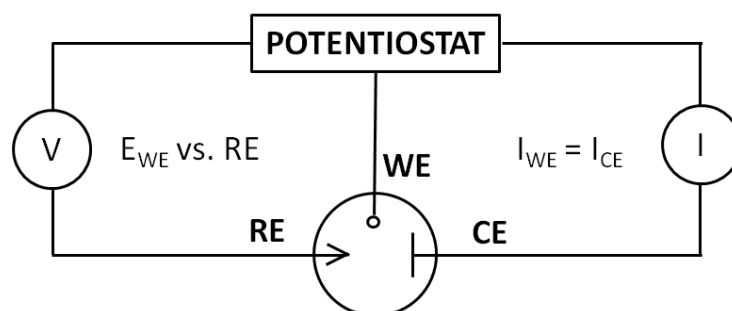 POTENTIOSTAT
V
E_WE vs. RE
I_WE = I_CE
I
WE
RE
CE